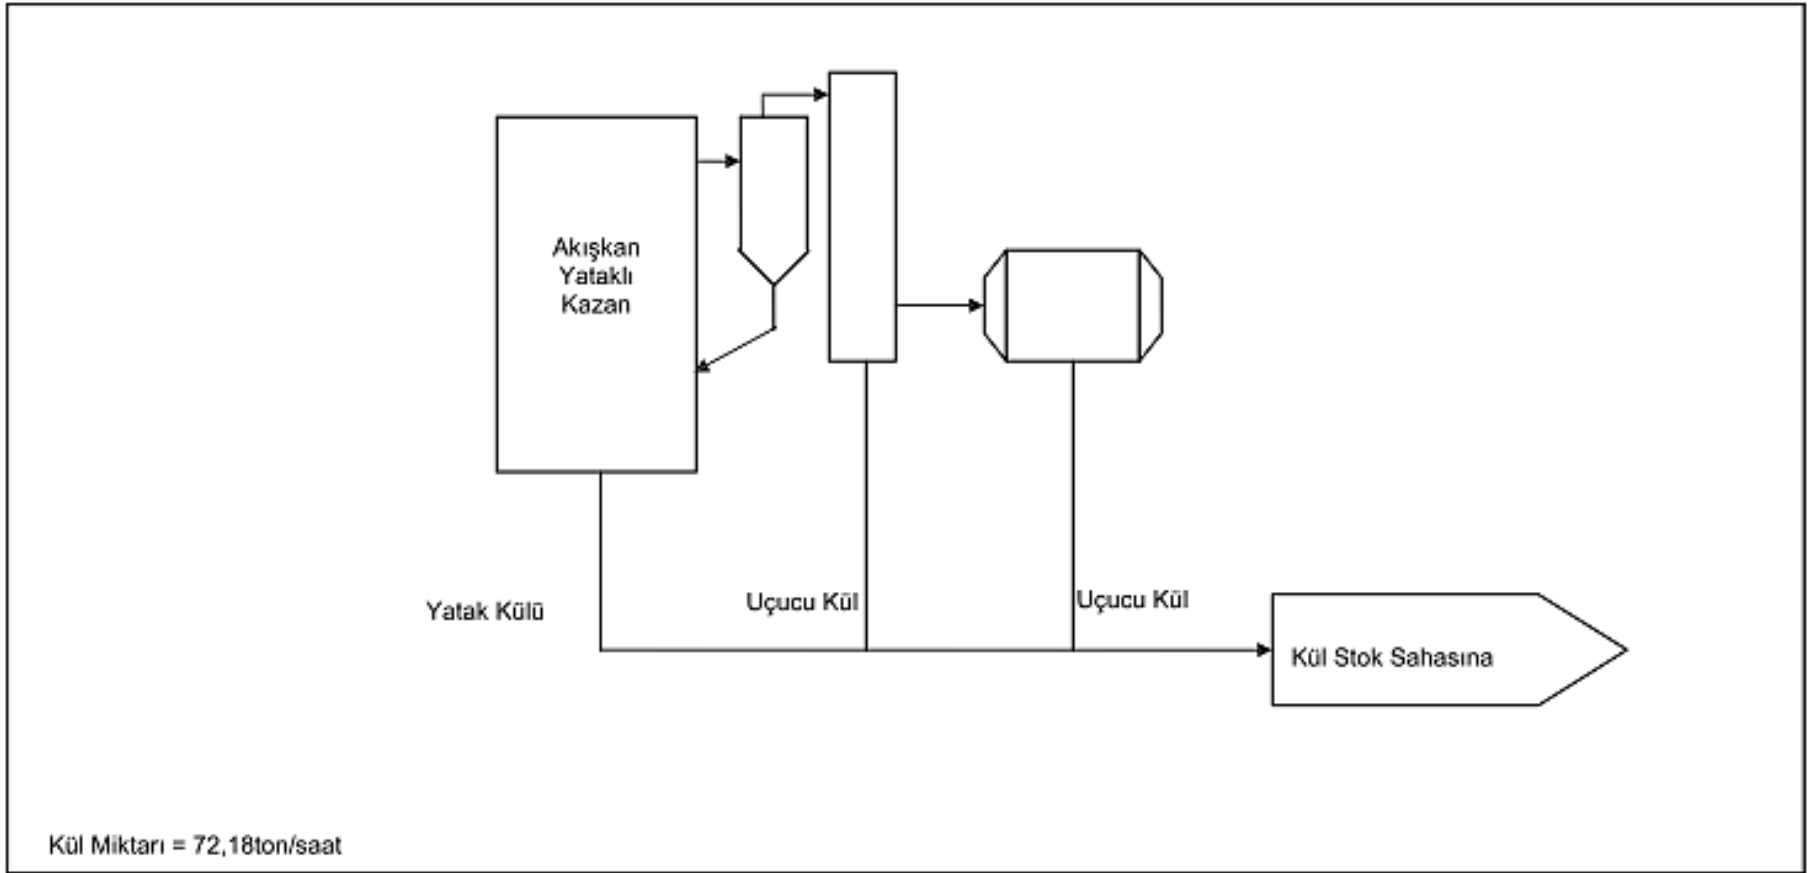 Akışkan
Yataklı
Kazan
Yatak Külü
Uçucu Kül
Uçucu Kül
Kül Stok Sahasına
Kül Miktarı = 72,18ton/saat